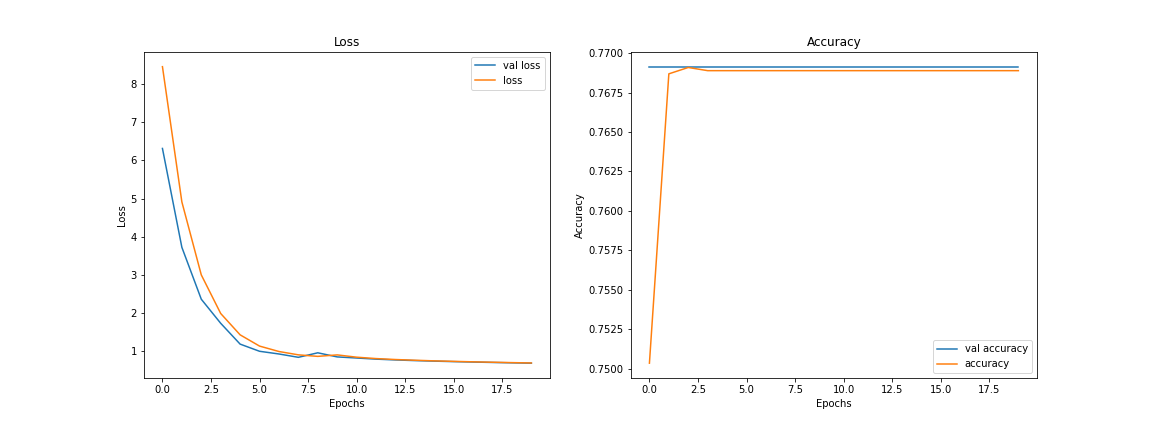 Loss
8
7
6
5
4
3
2
1
Loss
0.0 2.5 5.0 7.5 10.0 12.5 15.0 17.5
Epochs
val loss
loss
Accuracy
0.7700
0.7675
0.7650
0.7625
0.7600
0.7575
0.7550
0.7525
0.7500
Accuracy
0.0 2.5 5.0 7.5 10.0 12.5 15.0 17.5
Epochs
val accuracy
accuracy